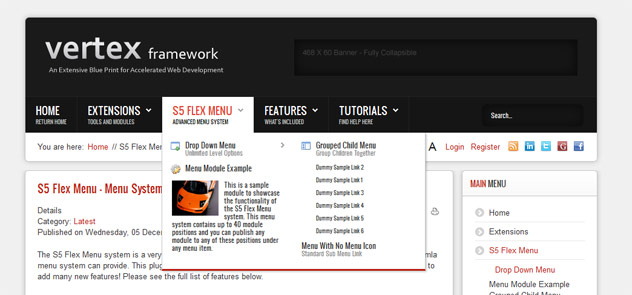 vertex framework
An Extensive Blue Print for Accelerated Web Development
468 X 60 Banner - Fully Collapsible
HOME
RETURN HOME
EXTENSIONS
TOOLS AND MODULES
S5 FLEX MENU
ADVANCED MENU SYSTEM
FEATURES
WHAT'S INCLUDED
TUTORIALS
FIND HELP HERE
Search...
You are here: Home // S5 Flex Men
A
Login Register
Drop Down Menu
Unlimited Level Options
Menu Module Example
This is a sample
module to showcase
the functionality of
the S5 Flex Menu
system. This menu
system contains up to 40 module
positions and you can publish any
module to any of these positions under
any menu item.
Grouped Child Menu
Group Children Together
Dummy Sample Link 2
Dummy Sample Link 1
Dummy Sample Link 3
Dummy Sample Link 4
Dummy Sample Link 5
Dummy Sample Link 6
Menu With No Menu Icon
Standard Sub Menu Link
S5 Flex Menu - Menu System
Details
Category: Latest
Published on Wednesday, 05 Dece
The S5 Flex Menu system is a very
mla
menu system can provide. This plug
to
add many new features! Please see the full list of features below.
MAIN MENU
Home
Extensions
S5 Flex Menu
Drop Down Menu
Menu Module Example
Grouped Child Menu